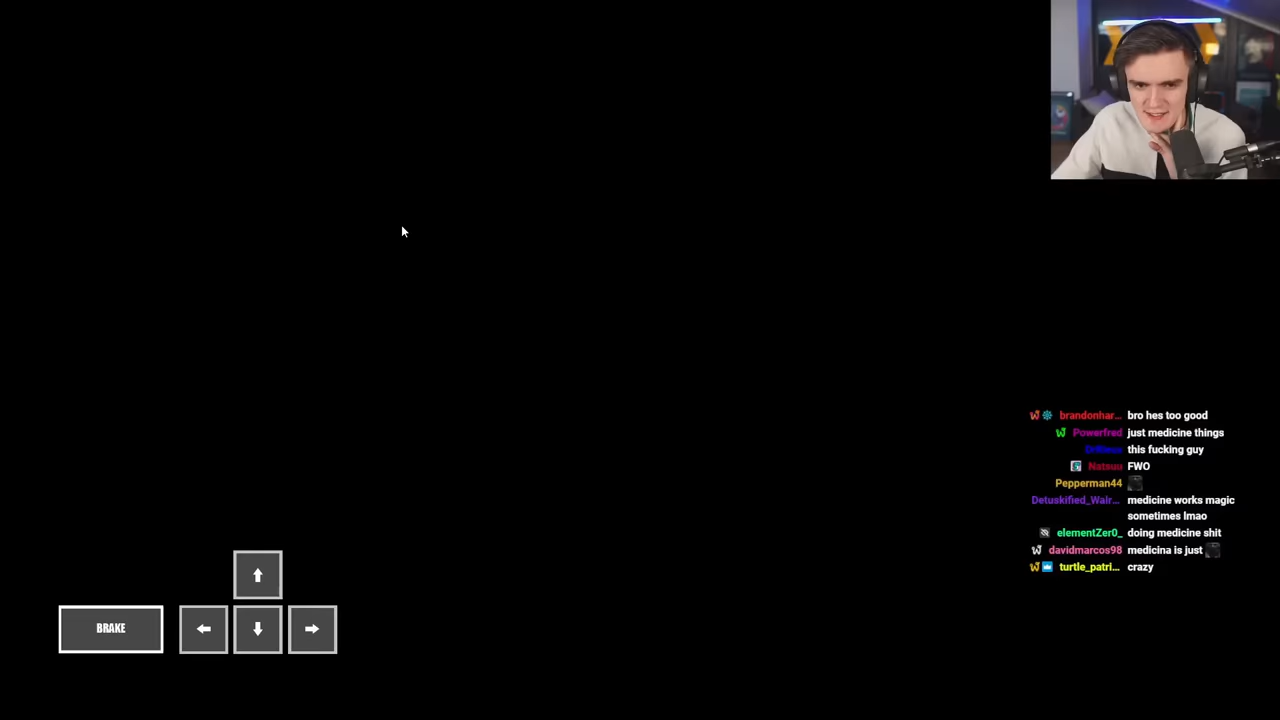 brandonhar... bro hes too good
Powerfred just medicine things
this fucking guy
Natsuu FWO
Pepperman44
Detuskified_Walr... medicine works magic
sometimes lmao
elementZer0_ doing medicine shit
davidmarcos98 medicina is just
turtle_patri... crazy
BRAKE